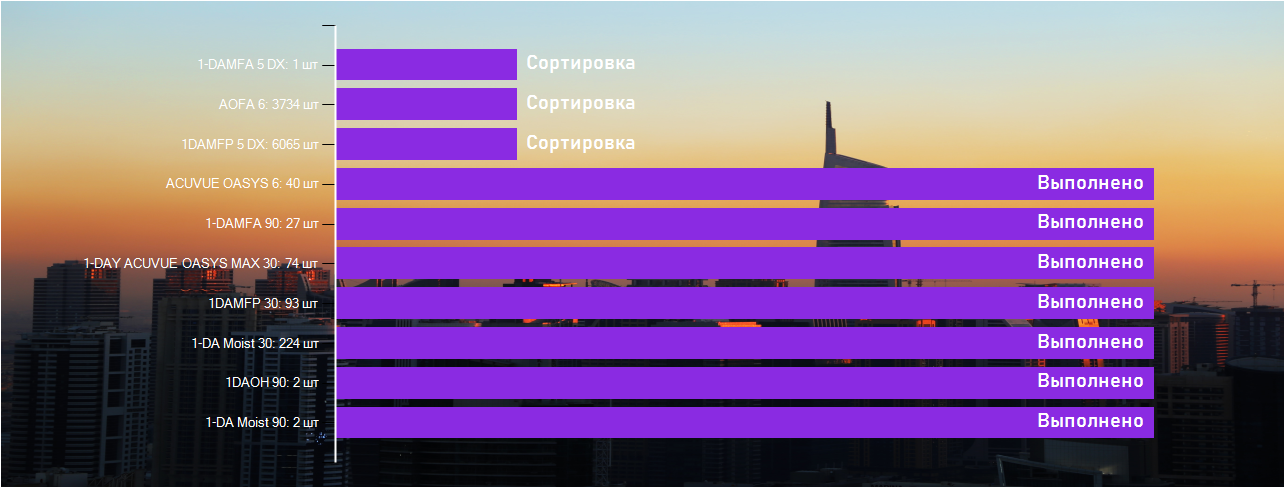 1-DAMFA 5 DX: 1 шт Сортировка
AOFA 6: 3734 шт Сортировка
1DAMFP 5 DX: 6065 шт Сортировка
ACUVUE OASYS 6: 40 шт Выполнено
1-DAMFA 90: 27 шт Выполнено
1-DAY ACUVUE OASYS MAX 30: 74 шт Выполнено
1DAMFP 30: 93 шт Выполнено
1-DA Moist 30: 224 шт Выполнено
1DAOH 90: 2 шт Выполнено
1-DA Moist 90: 2 шт Выполнено